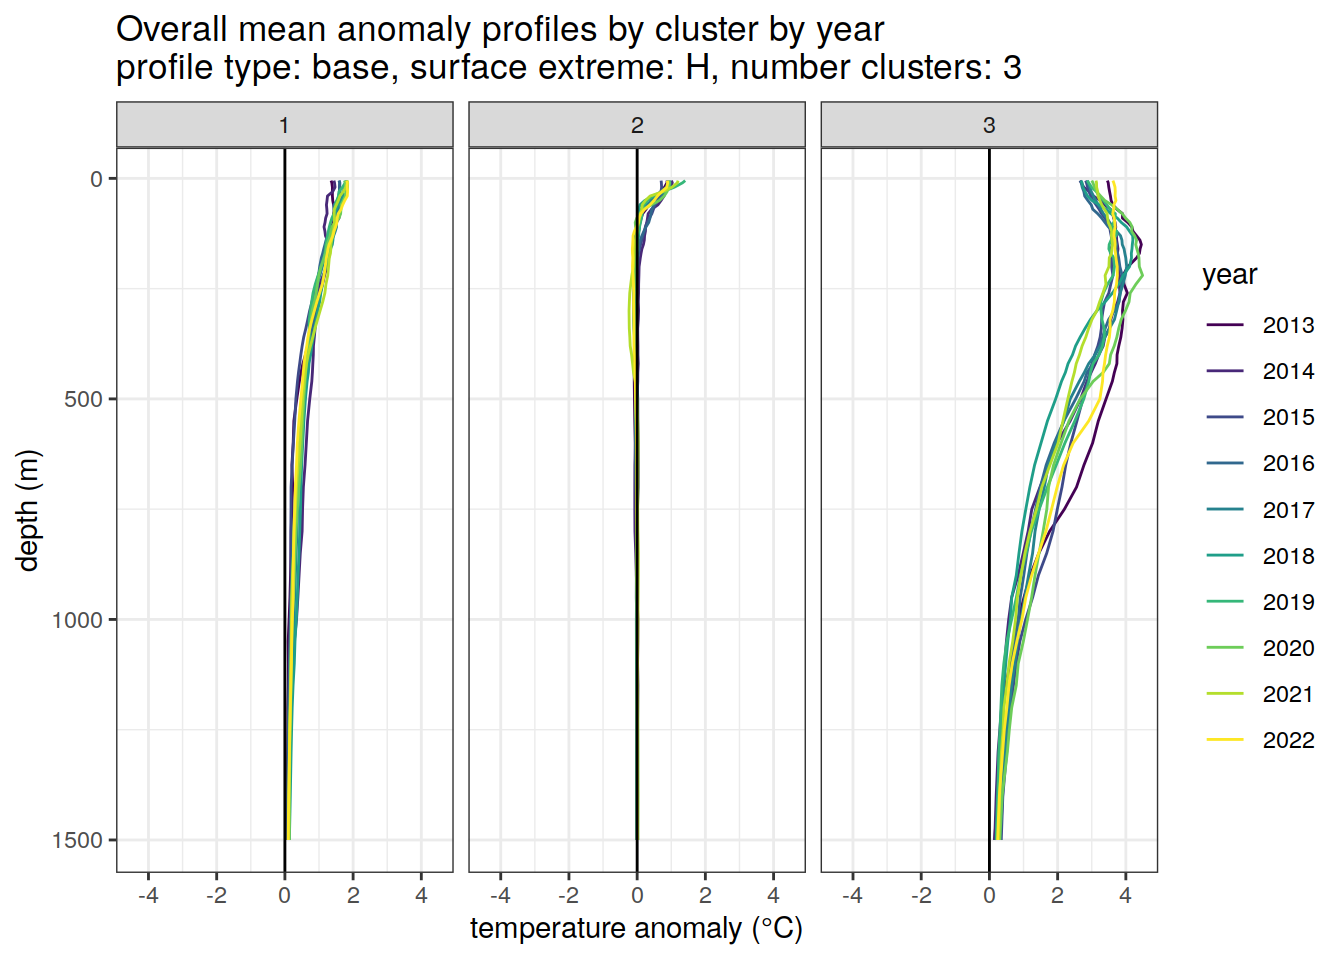 Overall mean anomaly profiles by cluster by year
profile type: base, surface extreme: H, number clusters: 3
1
2
3
0
500
1000
1500
depth (m)
-4 -2 0 2 4
-4 -2 0 2 4
-4 -2 0 2 4
temperature anomaly (°C)
year
2013
2014
2015
2016
2017
2018
2019
2020
2021
2022